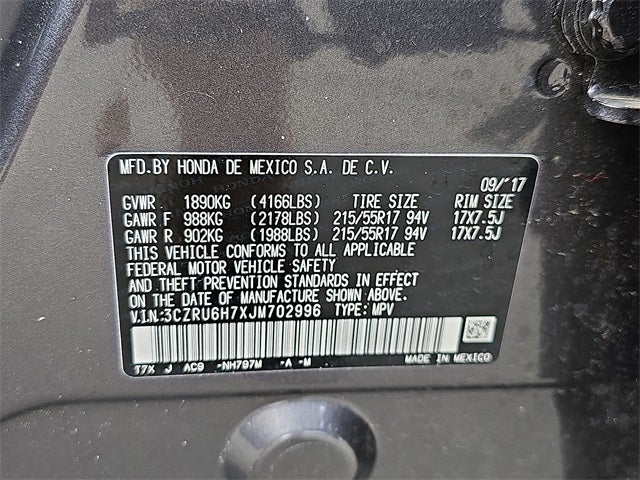 MFD.BY HONDA DE MEXICO S.A. DE C.V.
09/'17
GVWR. 1890KG (4166LBS) TIRE SIZE RIM SIZE
GAWR F 988KG (2178LBS) 215/55R17 94V 17X7.5J
GAWR R 902KG (1988LBS) 215/55R17 94V 17X7.5J
THIS VEHICLE CONFORMS TO ALL APPLICABLE
FEDERAL MOTOR VEHICLE SAFETY
AND THEFT PREVENTION STANDARDS IN EFFECT
ON THE DATE OF MANUFACTURE SHOWN ABOVE.
V.I.N:3CZRU6H7XJM702996 TYPE: MPV
T7X J AC9 -NH797M -A -M
MADE IN MEXICO